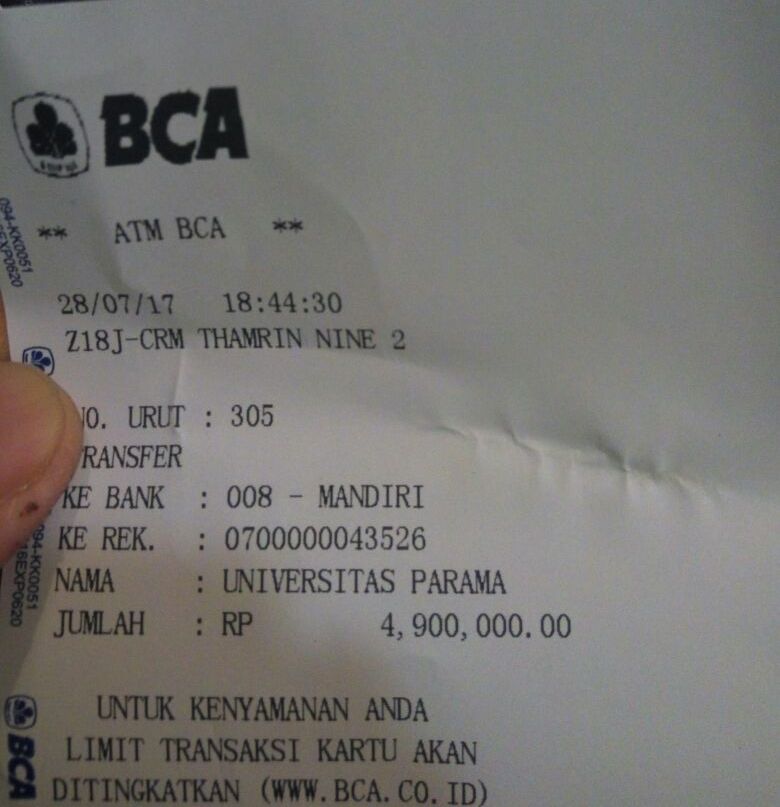 BCA
** ATM BCA **
28/07/17 18:44:30
Z18J-CRM THAMRIN NINE 2
NO. URUT : 305
TRANSFER
KE BANK : 008 - MANDIRI
KE REK. : 0700000043526
NAMA : UNIVERSITAS PARAMA
JUMLAH : RP 4,900,000.00
UNTUK KENYAMANAN ANDA
LIMIT TRANSAKSI KARTU AKAN
DITINGKATKAN (WWW.BCA.CO.ID)
094-KK0051
EXP0620
094-KK0051
16EXP0620
BCA